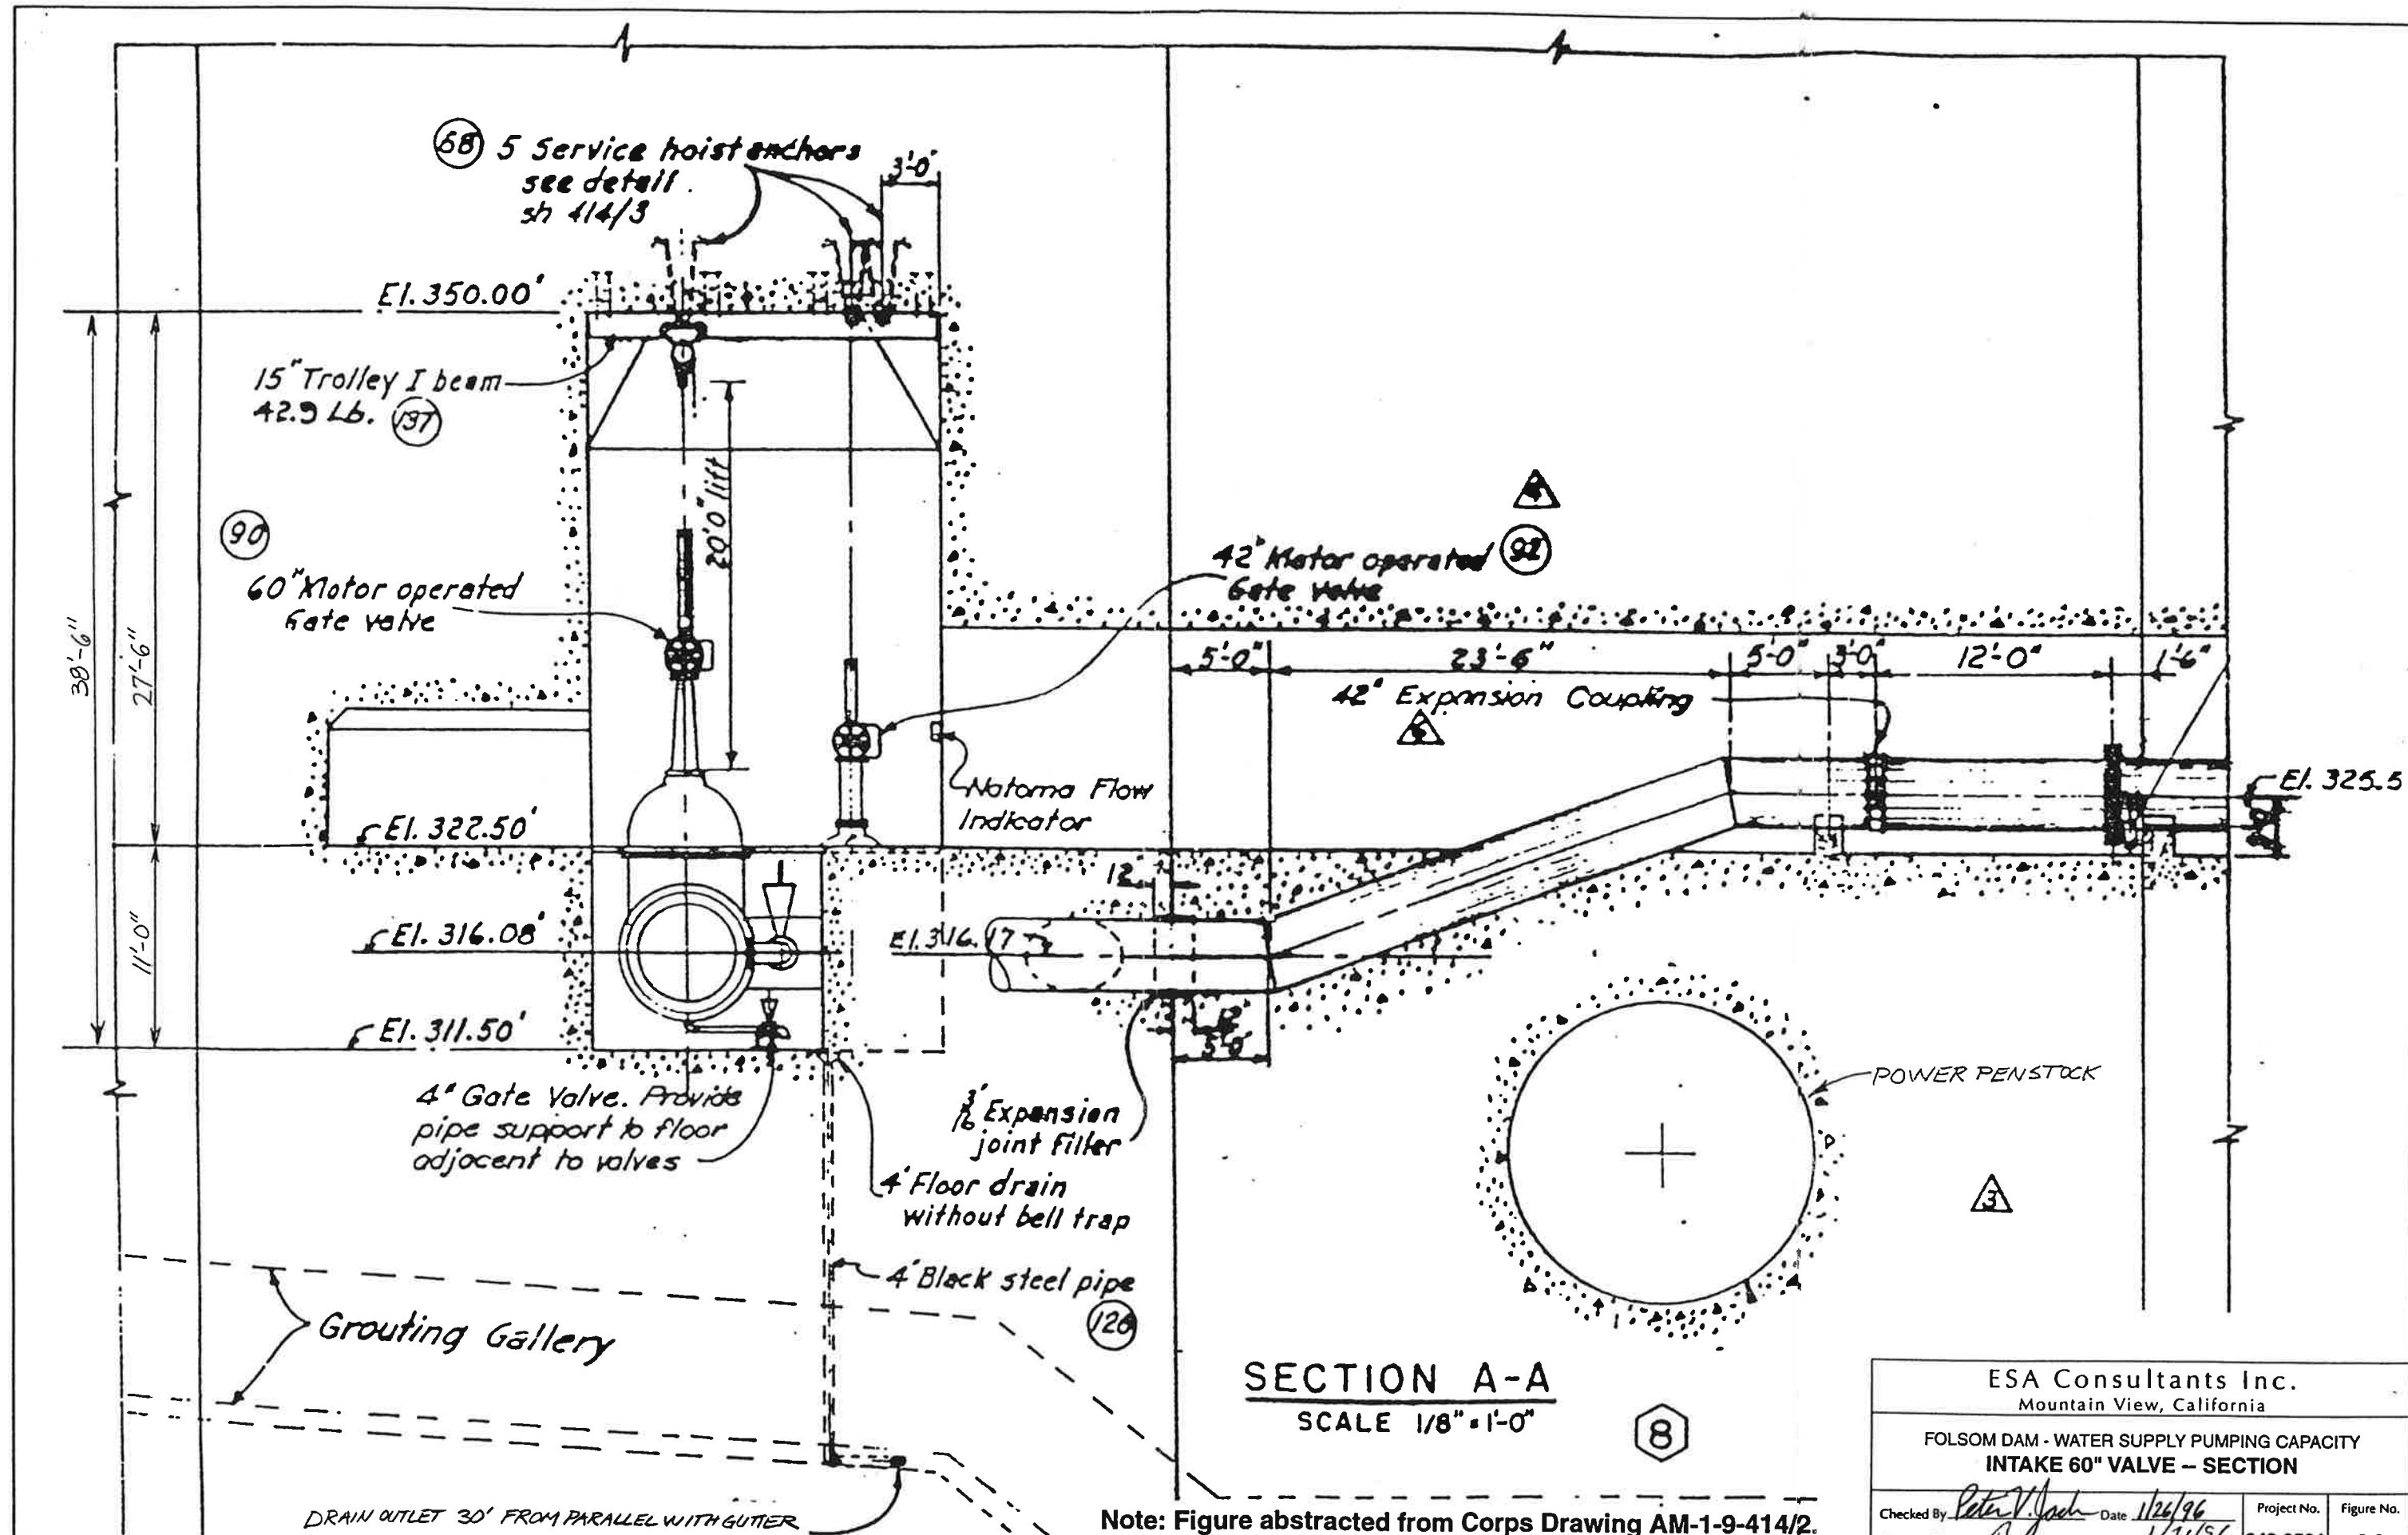 68
5 Service hoist anchors
see detail
sh 414/3
3'-0"
El. 350.00'
15" Trolley I beam
42.9 Lb.
137
20'0" lift
90
60" Motor operated
Gate valve
38'-6"
27'-6"
11'-0"
4
42" Motor operated
Gate valve
5'-0"
23'-6"
5'-0"
3'-0"
12'-0"
1'-6"
42" Expansion Coupling
Natoma Flow
Indicator
El. 325.5
El. 322.50'
12
El. 316.08'
El. 316.17
El. 311.50'
5'-0"
4" Gate Valve. Provide
pipe support to floor
adjacent to valves
Expansion
joint filler
4" Floor drain
without bell trap
POWER PENSTOCK
3
4" Black steel pipe
126
Grouting Gallery
SECTION A-A
SCALE 1/8" = 1'-0"
8
DRAIN OUTLET 30' FROM PARALLEL WITH GUTTER
Note: Figure abstracted from Corps Drawing AM-1-9-414/2.
ESA Consultants Inc.
Mountain View, California
FOLSOM DAM - WATER SUPPLY PUMPING CAPACITY
INTAKE 60" VALVE -- SECTION
Checked By Peter V. Date 1/26/96
Project No.
Figure No.